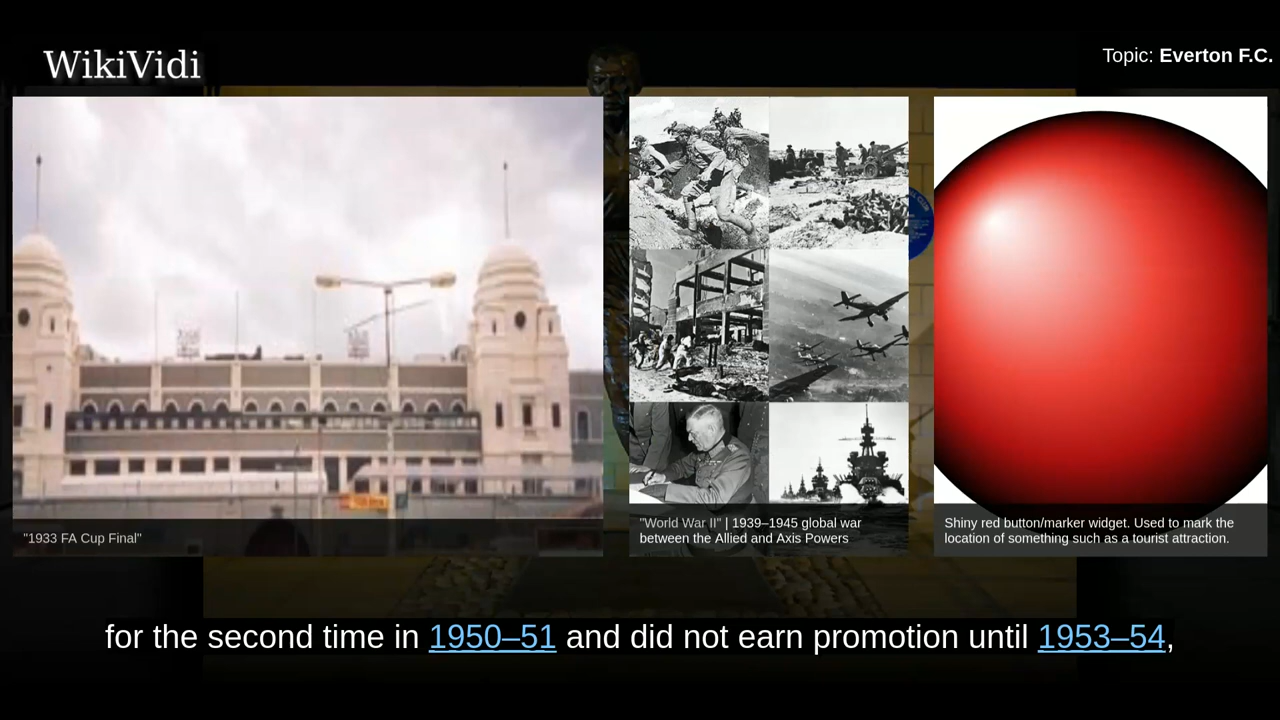 WikiVidi
Topic: Everton F.C.
"1933 FA Cup Final"
"World War II" | 1939–1945 global war
between the Allied and Axis Powers
Shiny red button/marker widget. Used to mark the
location of something such as a tourist attraction.
for the second time in 1950–51 and did not earn promotion until 1953–54,